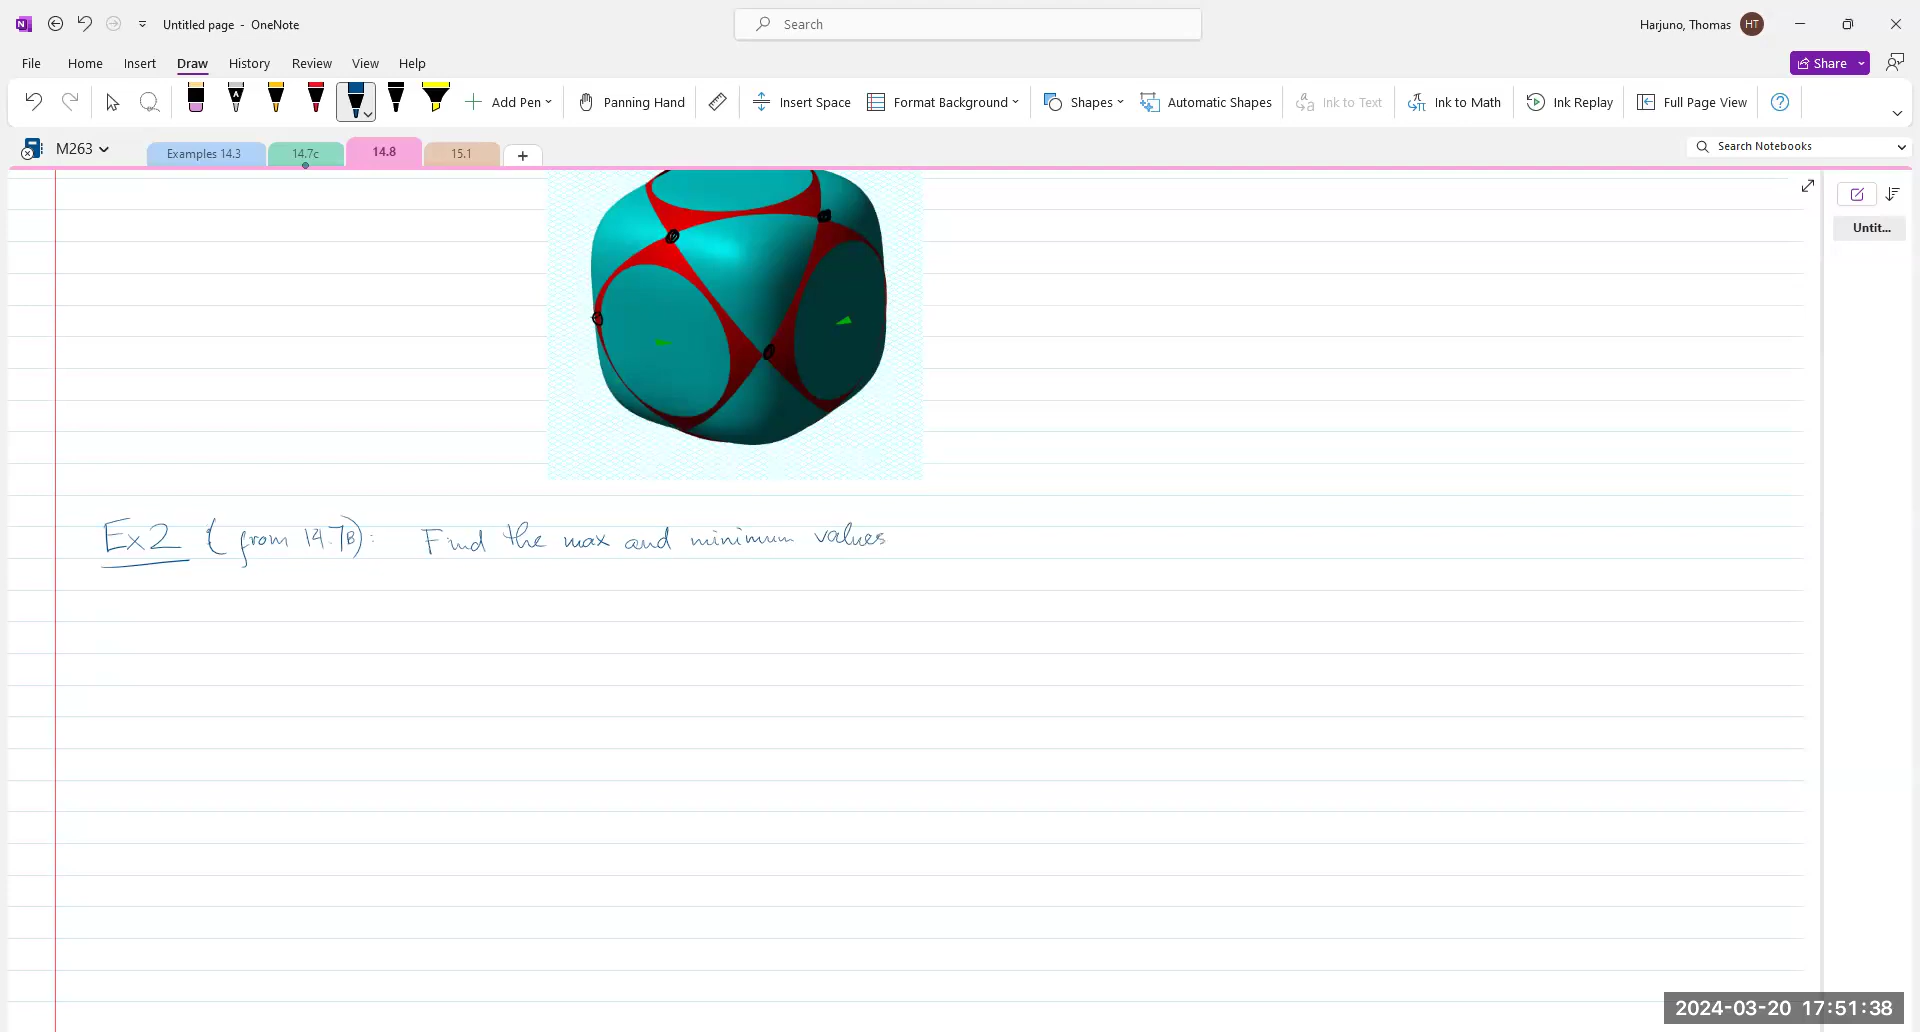 Untitled page - OneNote
Search
Harjuno, Thomas
HT
File Home Insert Draw History Review View Help
Share
Add Pen
Panning Hand
Insert Space
Format Background
Shapes
Automatic Shapes
Ink to Text
Ink to Math
Ink Replay
Full Page View
M263
Examples 14.3
14.7c
14.8
15.1
Search Notebooks
Untit...
Ex2 (from 14.7B): Find the max and minimum values
2024-03-20 17:51:38